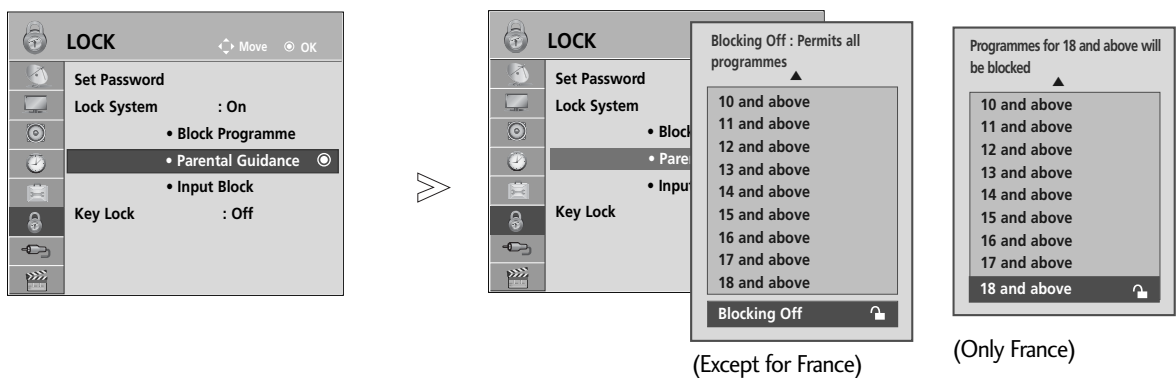 LOCK
Move OK
Set Password
Lock System : On
• Block Programme
• Parental Guidance
• Input Block
Key Lock : Off
LOCK
Set Password
Lock System
• Block
• Pare
• Input
Key Lock
Blocking Off : Permits all
programmes
10 and above
11 and above
12 and above
13 and above
14 and above
15 and above
16 and above
17 and above
18 and above
Blocking Off
(Except for France)
Programmes for 18 and above will
be blocked
10 and above
11 and above
12 and above
13 and above
14 and above
15 and above
16 and above
17 and above
18 and above
(Only France)